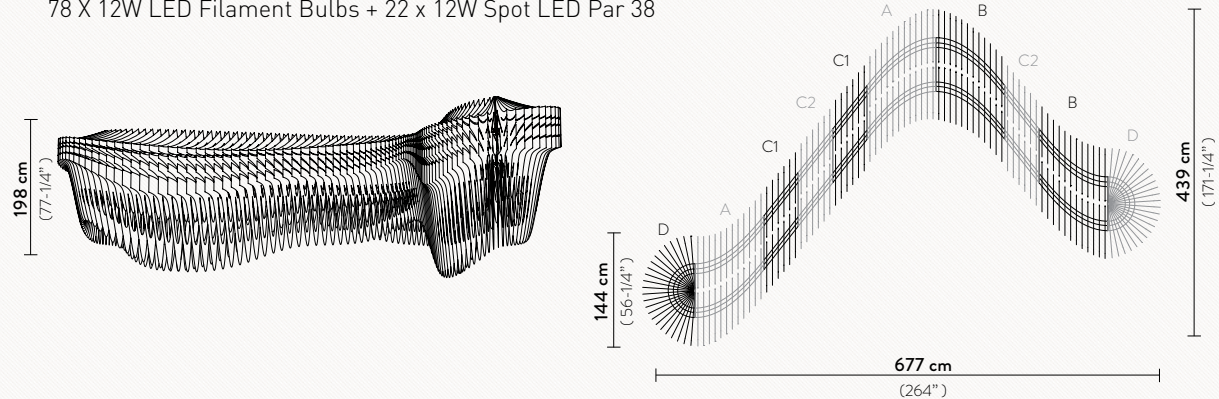 78 X 12W LED Filament Bulbs + 22 x 12W Spot LED Par 38
198 cm
(77-1/4”)
A
B
C1
C2
C2
B
C1
D
A
D
144 cm
( 56-1/4”)
439 cm
( 171-1/4”)
677 cm
(264”)